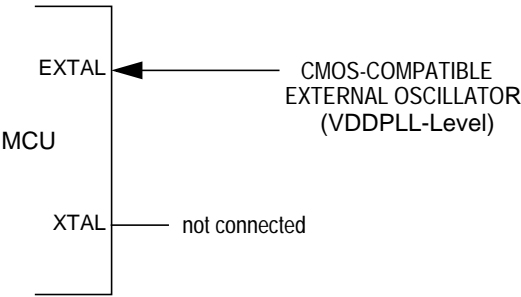 EXTAL
CMOS-COMPATIBLE
EXTERNAL OSCILLATOR
(VDDPLL-Level)
MCU
XTAL
not connected